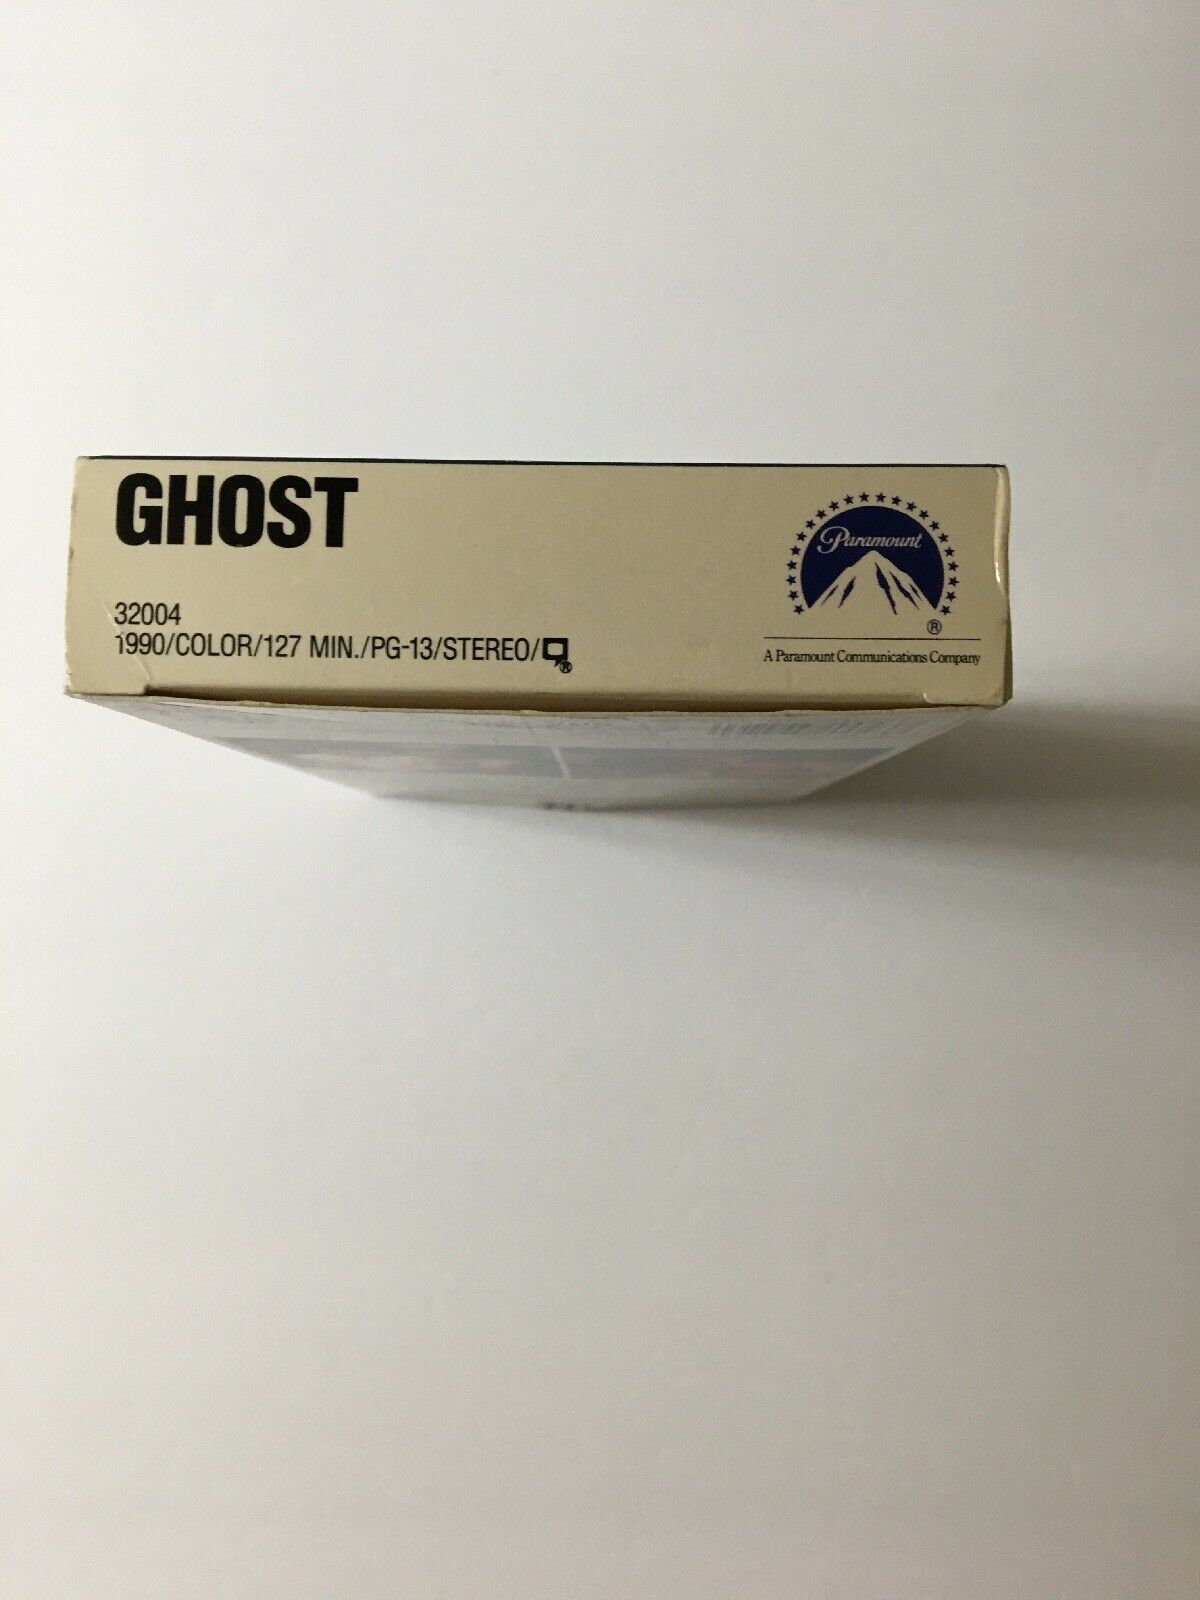 GHOST
32004
1990/COLOR/127 MIN./PG-13/STEREO/
®
Paramount
®
A Paramount Communications Company